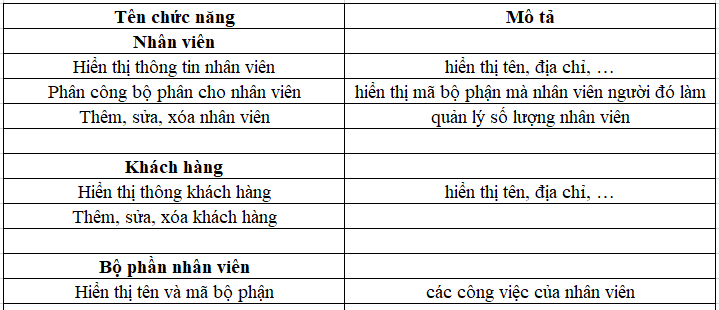 Tên chức năng Mô tả
Nhân viên
Hiển thị thông tin nhân viên hiển thị tên, địa chỉ, …
Phân công bộ phân cho nhân viên hiển thị mã bộ phận mà nhân viên người đó làm
Thêm, sửa, xóa nhân viên quản lý số lượng nhân viên
Khách hàng
Hiển thị thông khách hàng hiển thị tên, địa chỉ, …
Thêm, sửa, xóa khách hàng
Bộ phần nhân viên
Hiển thị tên và mã bộ phận các công việc của nhân viên